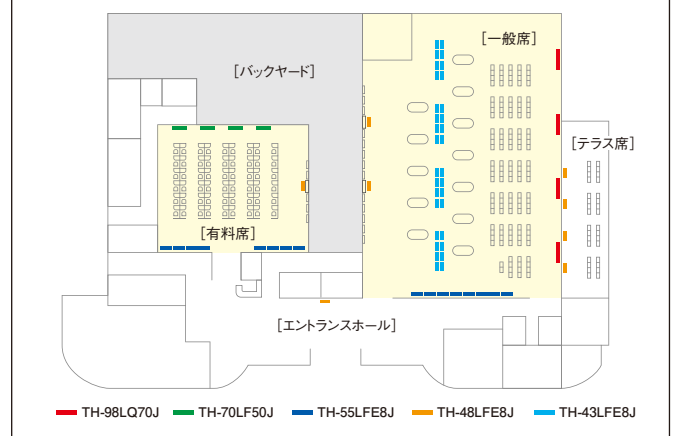 [一般席]
[バックヤード]
[テラス席]
[有料席]
[エントランスホール]
TH-98LQ70J TH-70LF50J TH-55LFE8J TH-48LFE8J TH-43LFE8J